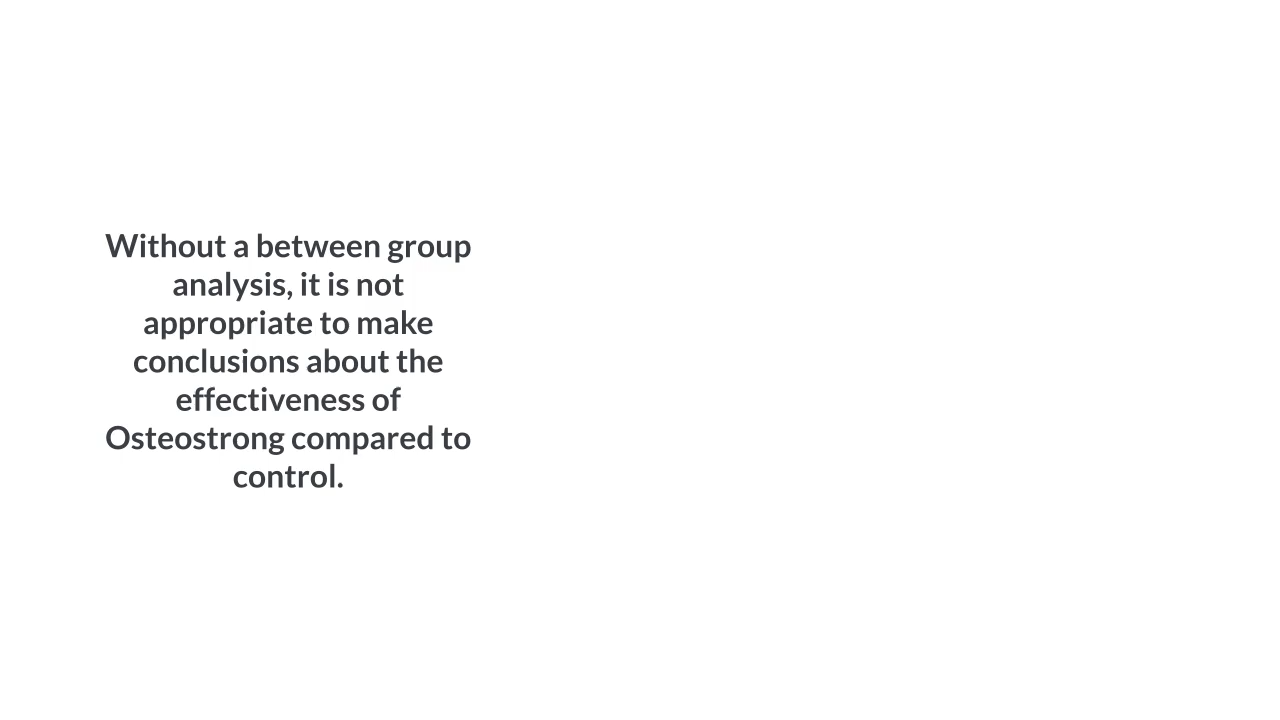 Without a between group
analysis, it is not
appropriate to make
conclusions about the
effectiveness of
Osteostrong compared to
control.